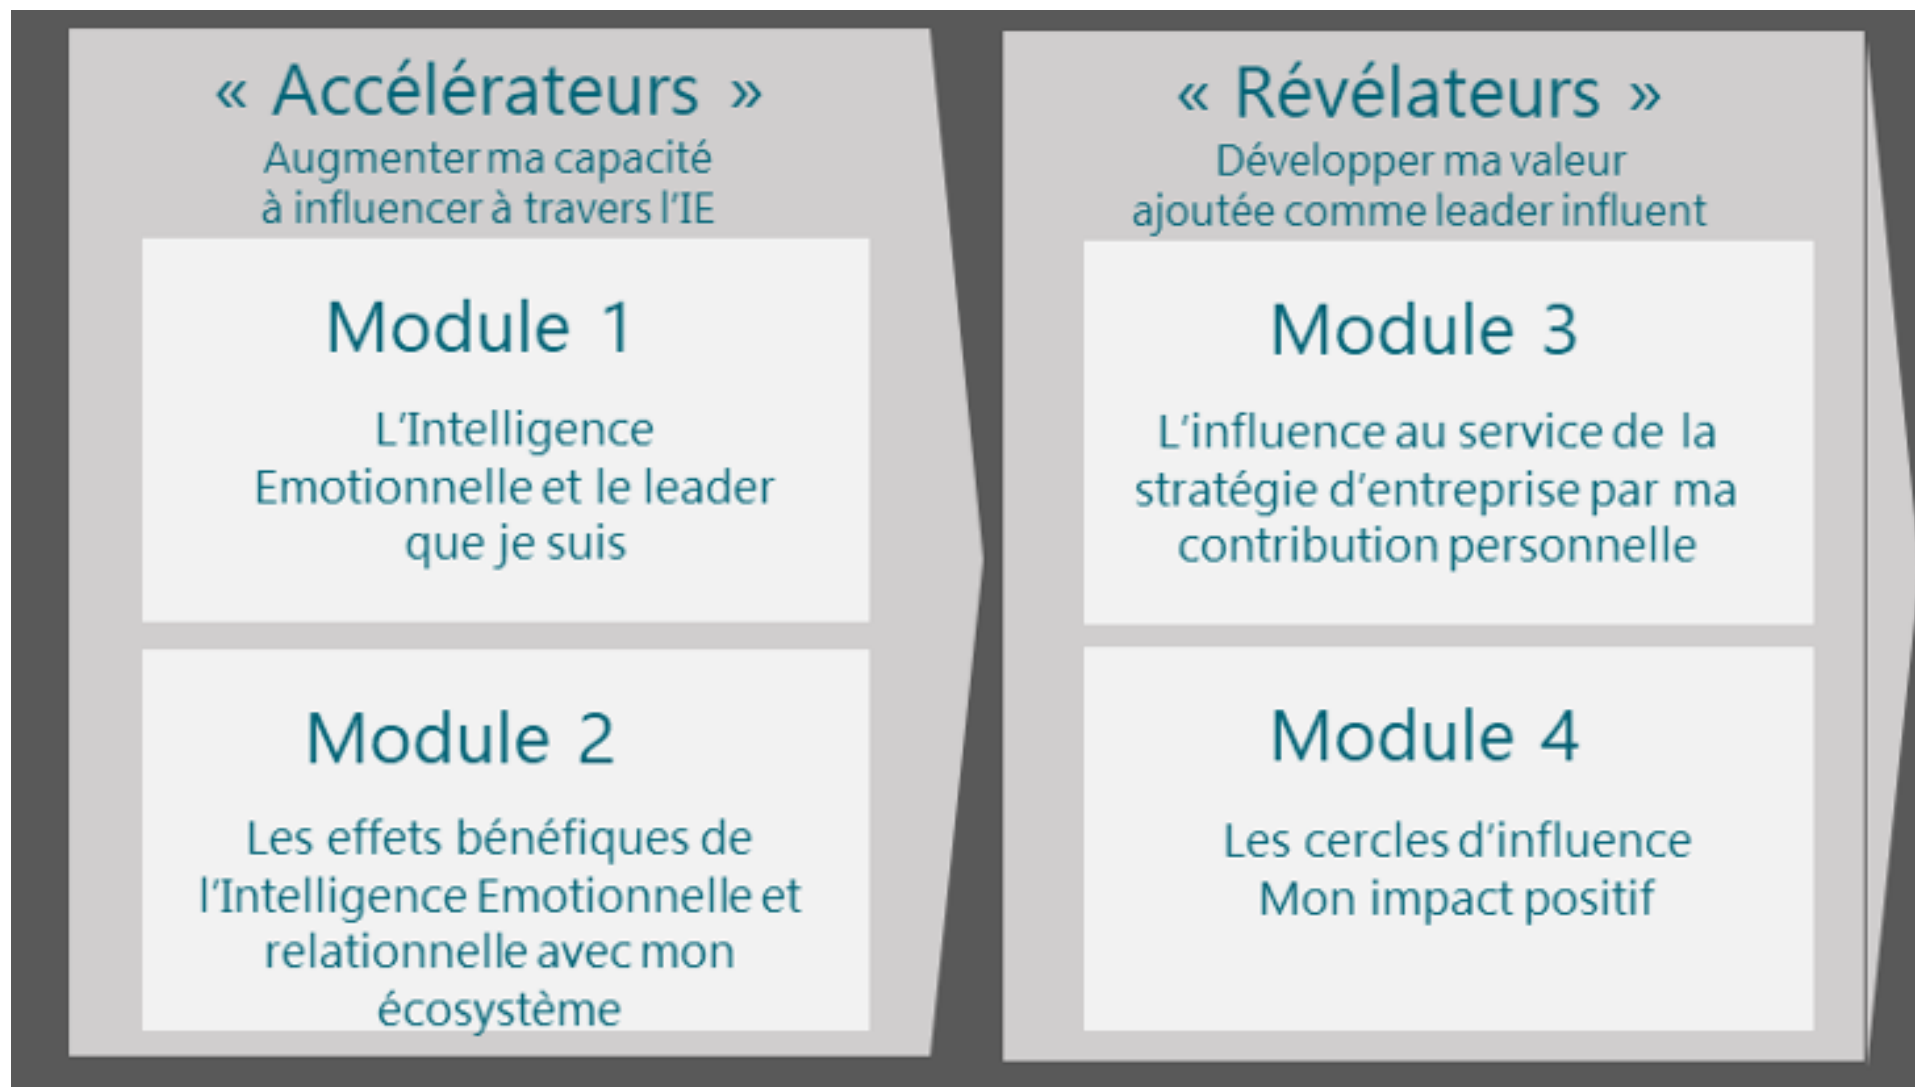 « Accélérateurs »
Augmenter ma capacité
à influencer à travers l'IE
Module 1
L'Intelligence
Emotionnelle et le leader
que je suis
Module 2
Les effets bénéfiques de
l'Intelligence Emotionnelle et
relationnelle avec mon
écosystème
« Révélateurs »
Développer ma valeur
ajoutée comme leader influent
Module 3
L'influence au service de la
stratégie d'entreprise par ma
contribution personnelle
Module 4
Les cercles d'influence
Mon impact positif